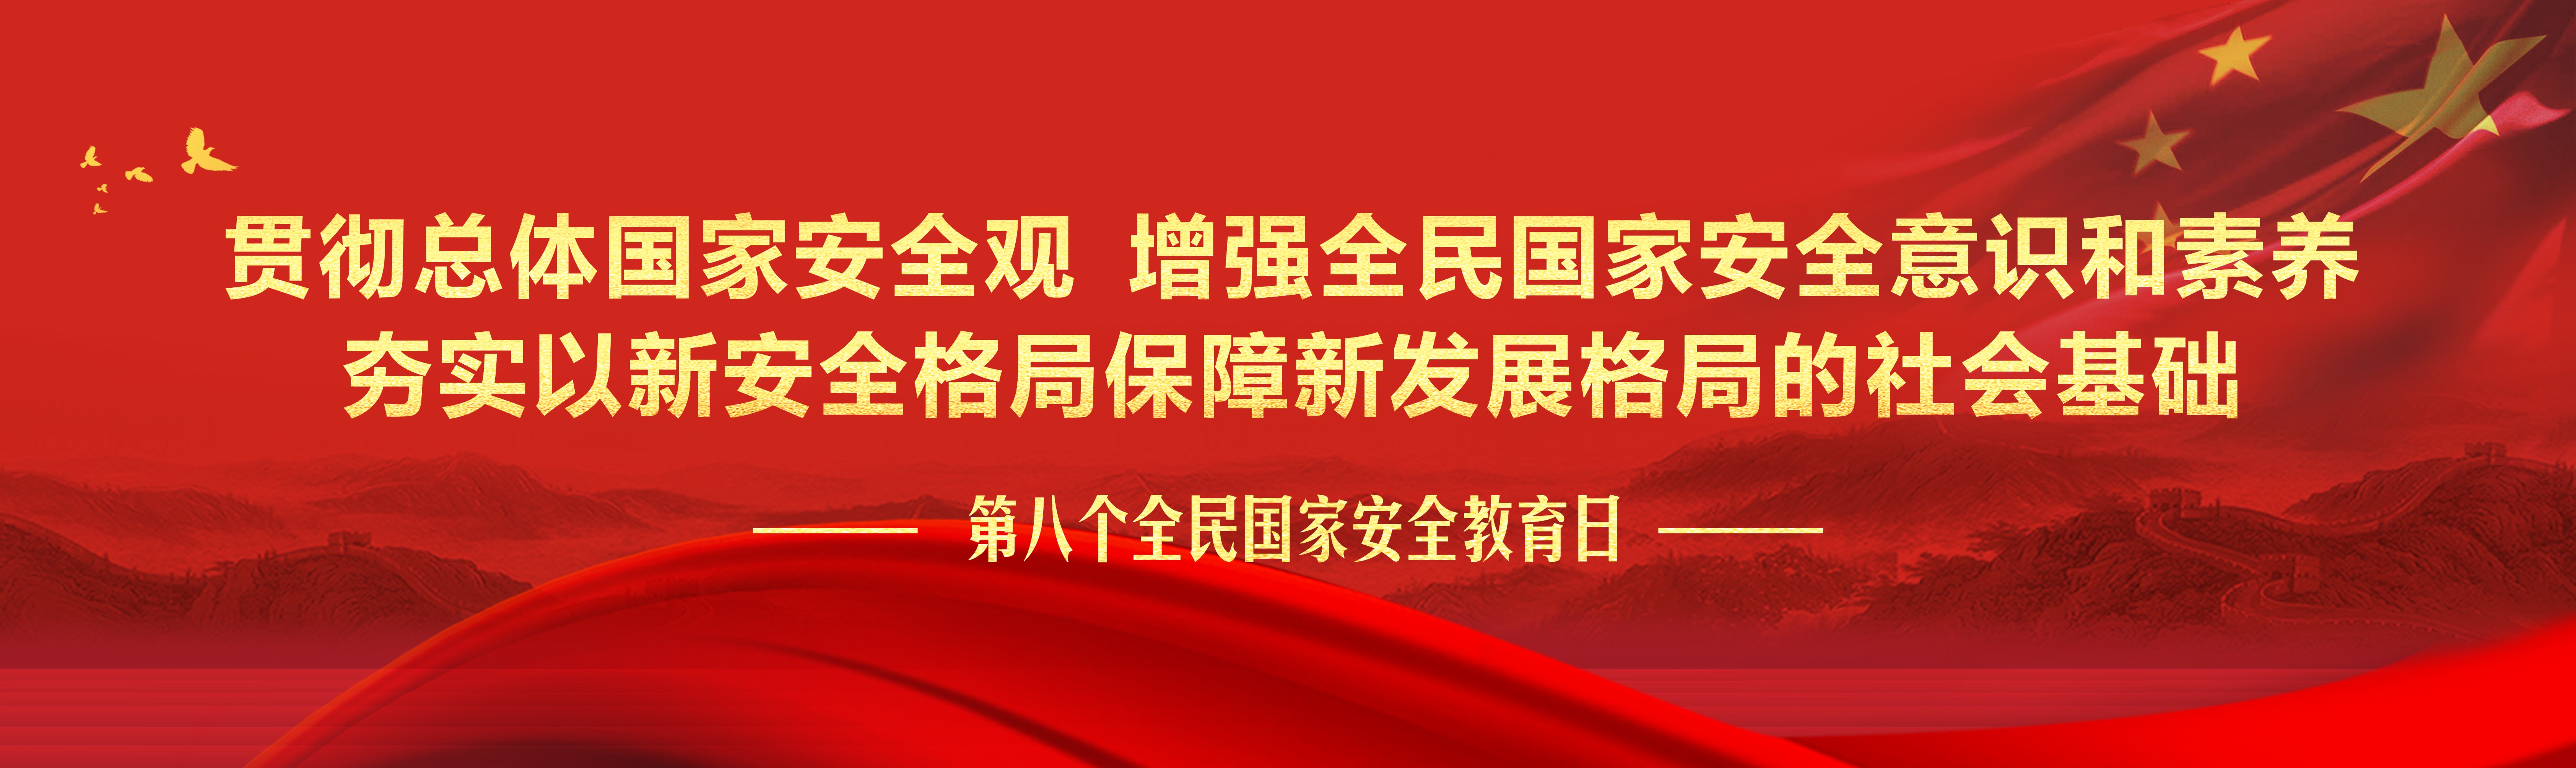 贯彻总体国家安全观 增强全民国家安全意识和素养
夯实以新安全格局保障新发展格局的社会基础
第八个全民国家安全教育日